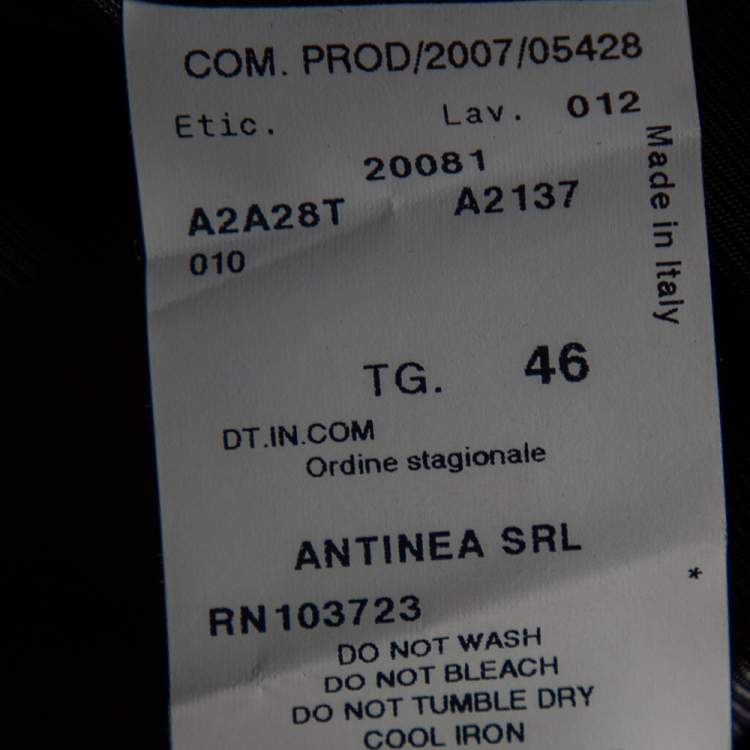 COM. PROD/2007/05428
Etic. Lav. 012
20081
A2A28T A2137
010
Made in Italy
TG. 46
DT.IN.COM
Ordine stagionale
ANTINEA SRL
*
RN103723
DO NOT WASH
DO NOT BLEACH
DO NOT TUMBLE DRY
COOL IRON